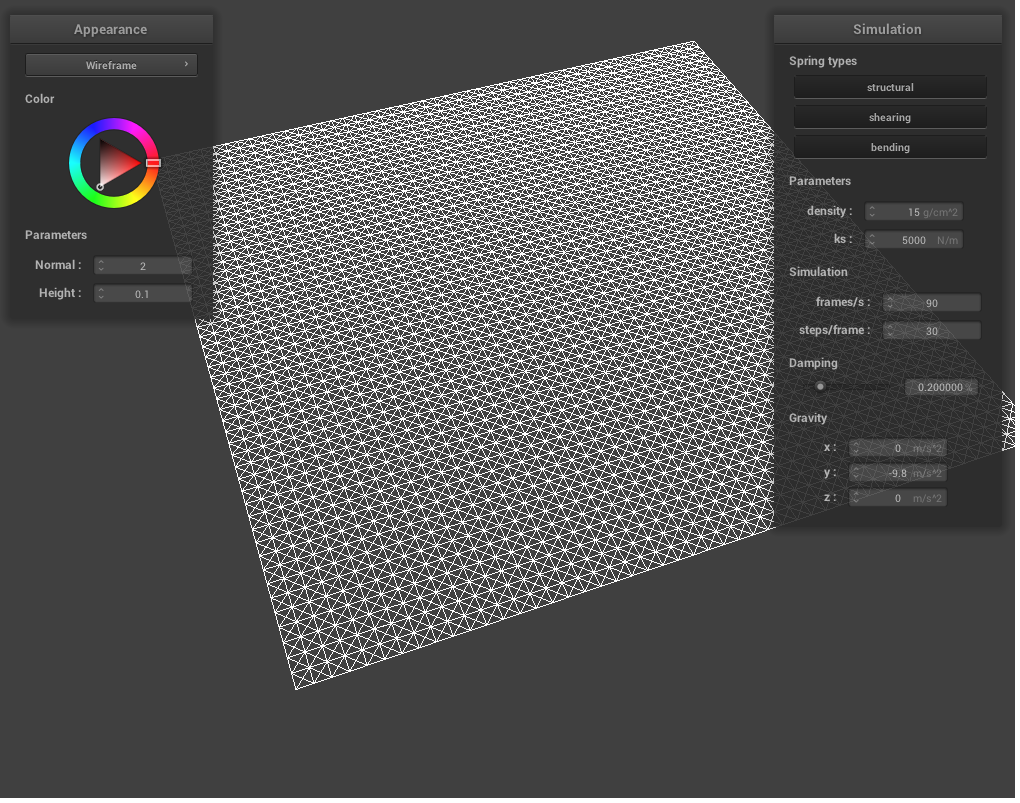 Appearance
Wireframe
Color
Parameters
Normal : 2
Height : 0.1
Simulation
Spring types
structural
shearing
bending
Parameters
density : 15 g/cm^2
ks : 5000 N/m
Simulation
frames/s : 90
steps/frame : 30
Damping
0.200000 %
Gravity
x : 0 m/s^2
y : -9.8 m/s^2
z : 0 m/s^2